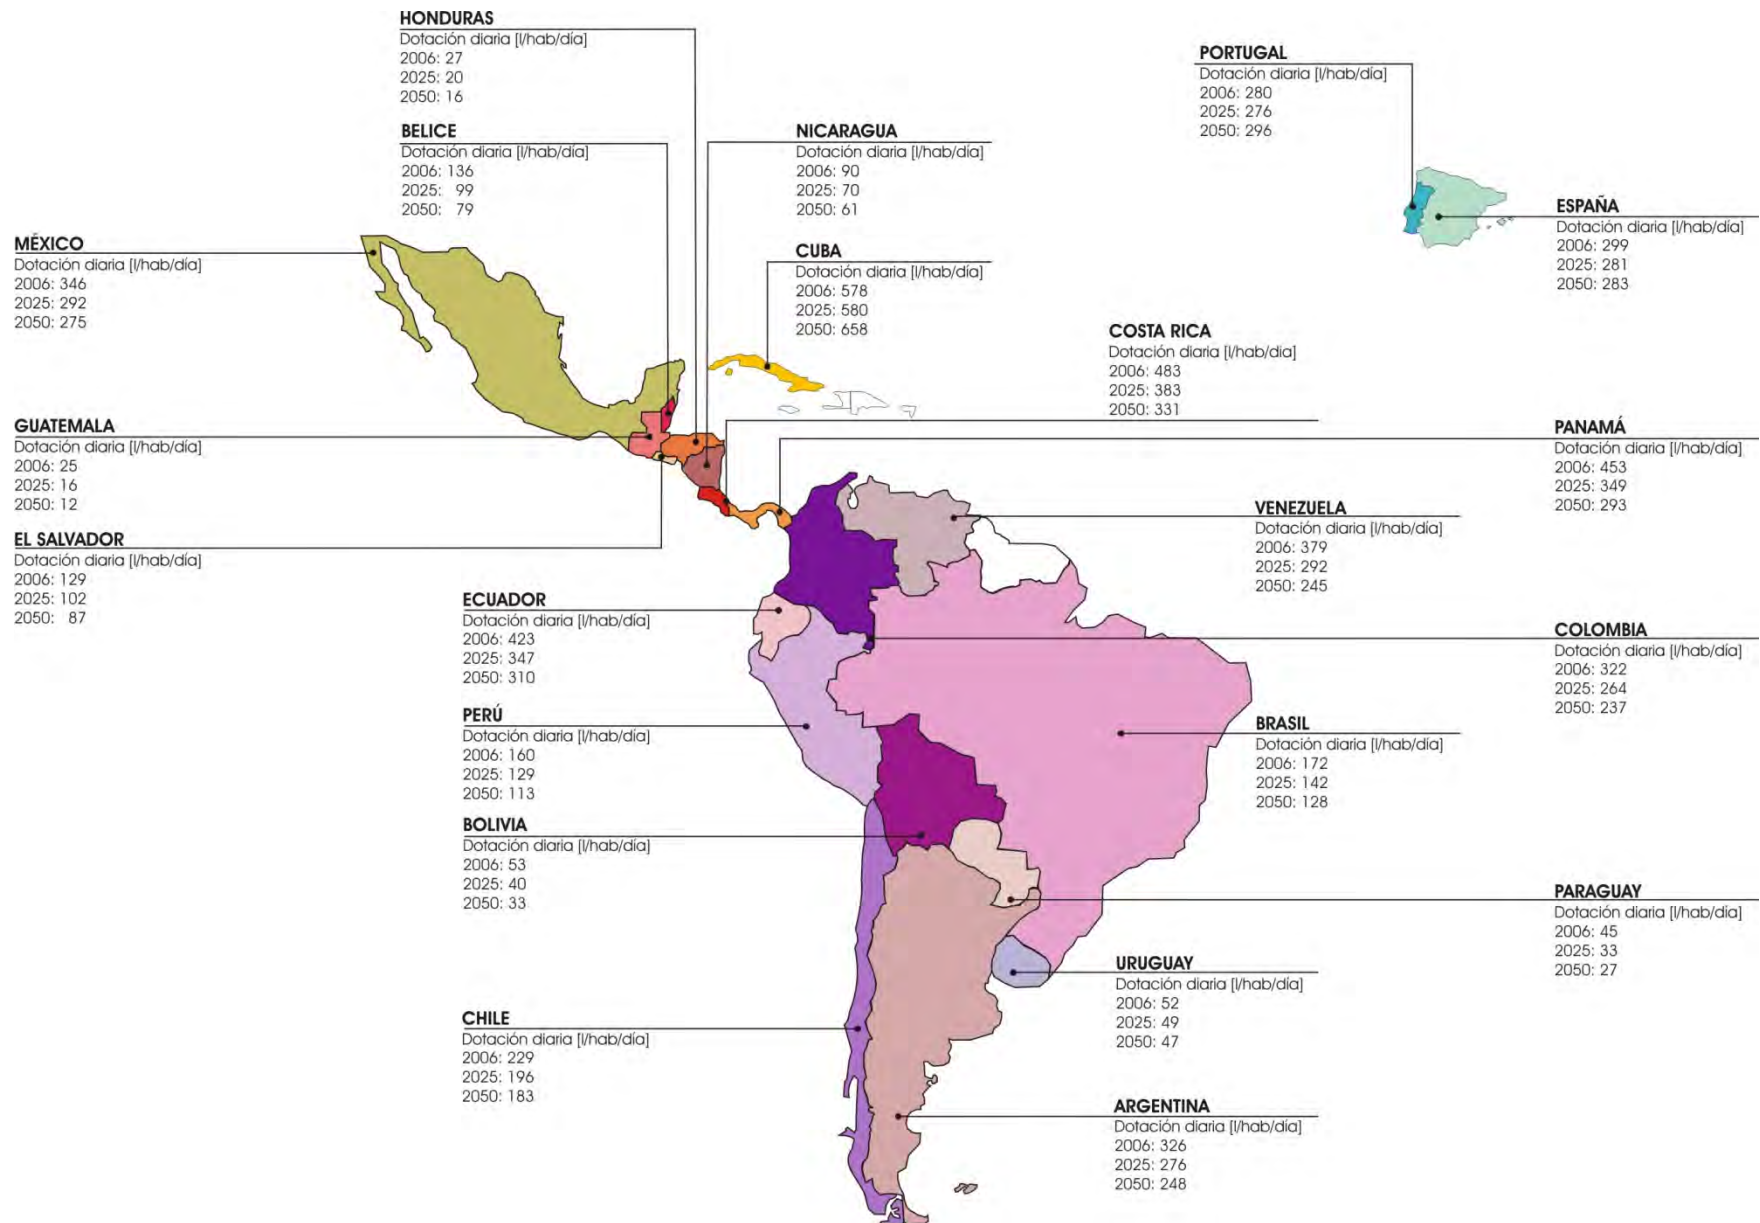 HONDURAS
Dotación diaria [l/hab/día]
2006: 27
2025: 20
2050: 16
PORTUGAL
Dotación diaria [l/hab/día]
2006: 280
2025: 276
2050: 296
BELICE
Dotación diaria [l/hab/día]
2006: 136
2025: 99
2050: 79
NICARAGUA
Dotación diaria [l/hab/día]
2006: 90
2025: 70
2050: 61
ESPAÑA
Dotación diaria [l/hab/día]
2006: 299
2025: 281
2050: 283
MÉXICO
Dotación diaria [l/hab/día]
2006: 346
2025: 292
2050: 275
CUBA
Dotación diaria [l/hab/día]
2006: 578
2025: 580
2050: 658
COSTA RICA
Dotación diaria [l/hab/dia]
2006: 483
2025: 383
2050: 331
GUATEMALA
Dotación diaria [l/hab/día]
2006: 25
2025: 16
2050: 12
PANAMÁ
Dotación diaria [l/hab/día]
2006: 453
2025: 349
2050: 293
VENEZUELA
Dotación diaria [l/hab/día]
2006: 379
2025: 292
2050: 245
EL SALVADOR
Dotación diaria [l/hab/día]
2006: 129
2025: 102
2050: 87
ECUADOR
Dotación diaria [l/hab/día]
2006: 423
2025: 347
2050: 310
COLOMBIA
Dotación diaria [l/hab/día]
2006: 322
2025: 264
2050: 237
PERÚ
Dotación diaria [l/hab/día]
2006: 160
2025: 129
2050: 113
BRASIL
Dotación diaria [l/hab/día]
2006: 172
2025: 142
2050: 128
BOLIVIA
Dotación diaria [l/hab/día]
2006: 53
2025: 40
2050: 33
PARAGUAY
Dotación diaria [l/hab/día]
2006: 45
2025: 33
2050: 27
URUGUAY
Dotación diaria [l/hab/día]
2006: 52
2025: 49
2050: 47
CHILE
Dotación diaria [l/hab/día]
2006: 229
2025: 196
2050: 183
ARGENTINA
Dotación diaria [l/hab/día]
2006: 326
2025: 276
2050: 248